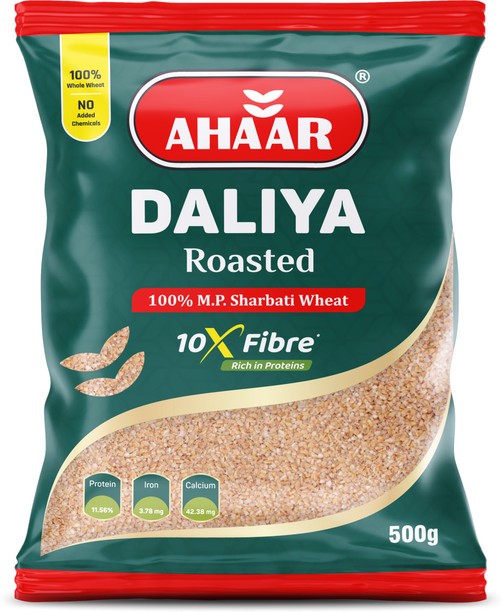 100%
Whole Wheat
NO
Added
Chemicals
®
AHAAR
DALIYA
Roasted
100% M.P. Sharbati Wheat
10X Fibre*
Rich in Proteins
Protein
11.56%
Iron
3.78 mg
Calcium
42.38 mg
500g